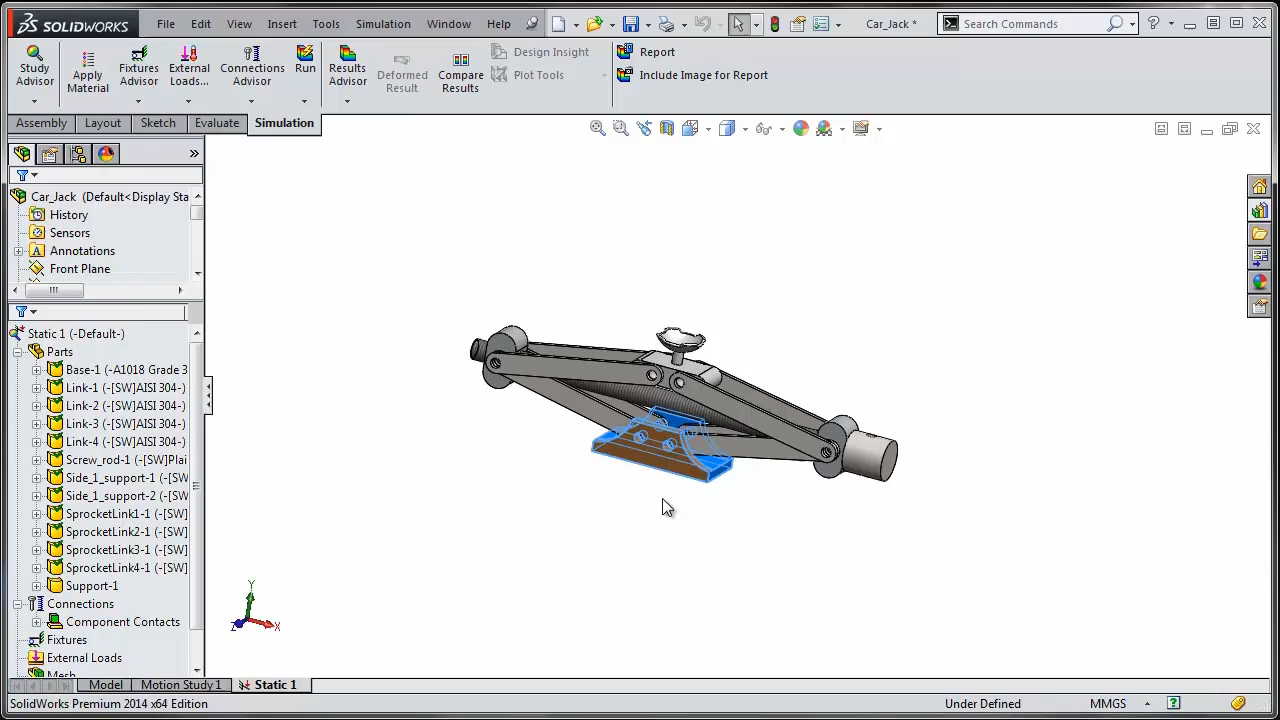 SOLIDWORKS File Edit View Insert Tools Simulation Window Help Car_Jack * Search Commands
Study Advisor
Apply Material
Fixtures Advisor
External Loads...
Connections Advisor
Run
Results Advisor
Deformed Result
Compare Results
Design Insight
Plot Tools
Report
Include Image for Report
Assembly Layout Sketch Evaluate Simulation
Car_Jack (Default<Display Sta
History
Sensors
Annotations
Front Plane
Static 1 (-Default-)
Parts
Base-1 (-A1018 Grade 3
Link-1 (-[SW]AISI 304-)
Link-2 (-[SW]AISI 304-)
Link-3 (-[SW]AISI 304-)
Link-4 (-[SW]AISI 304-)
Screw_rod-1 (-[SW]Plai
Side_1_support-1 (-[SW
Side_1_support-2 (-[SW
SprocketLink1-1 (-[SW]
SprocketLink2-1 (-[SW]
SprocketLink3-1 (-[SW]
SprocketLink4-1 (-[SW]
Support-1
Connections
Component Contacts
Fixtures
External Loads
Mesh
Y
Z X
Model Motion Study 1 Static 1
SolidWorks Premium 2014 x64 Edition Under Defined MMGS